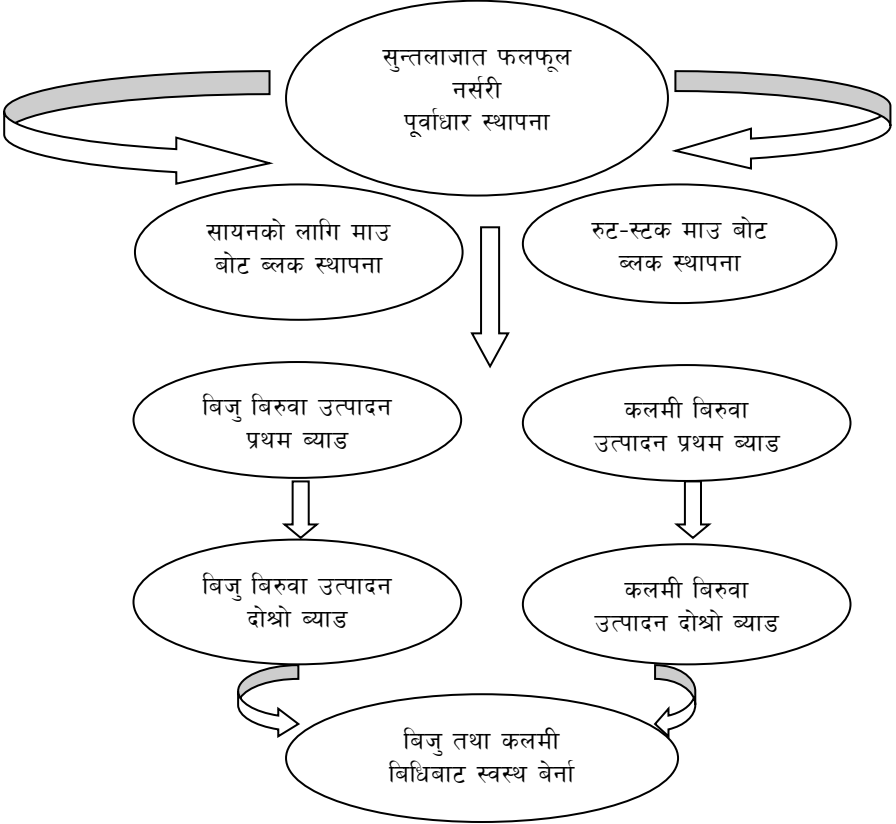 सुन्तलाजात फलफूल
नर्सरी
पूर्वाधार स्थापना
सायनको लागि माउ
बोट ब्लक स्थापना
रुट-स्टक माउ बोट
ब्लक स्थापना
बिजु बिरुवा उत्पादन
प्रथम ब्याड
कलमी बिरुवा
उत्पादन प्रथम ब्याड
बिजु बिरुवा उत्पादन
दोश्रो ब्याड
कलमी बिरुवा
उत्पादन दोश्रो ब्याड
बिजु तथा कलमी
बिधिबाट स्वस्थ बेर्ना